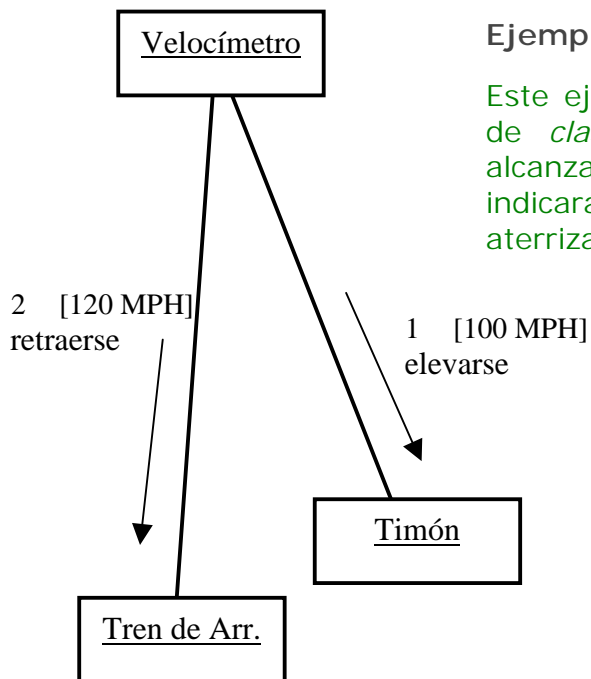 Velocímetro
Ejemp
Este ej
de cla
alcanza
indicara
aterriza
2 [120 MPH]
retraerse
1 [100 MPH]
elevarse
Timón
Tren de Arr.